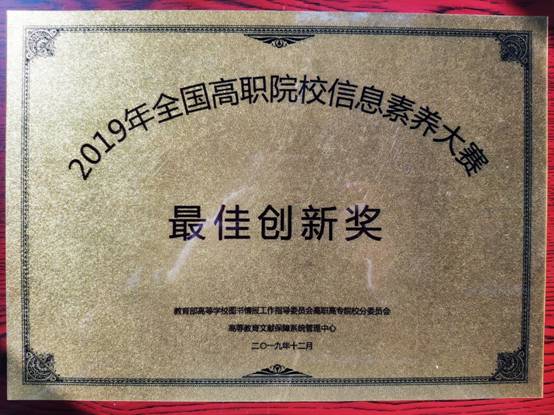 2019年全国高职院校信息素养大赛
最佳创新奖
教育部高等学校图书情报工作指导委员会高职高专院校分委员会
高等教育文献保障系统管理中心
二〇一九年十二月